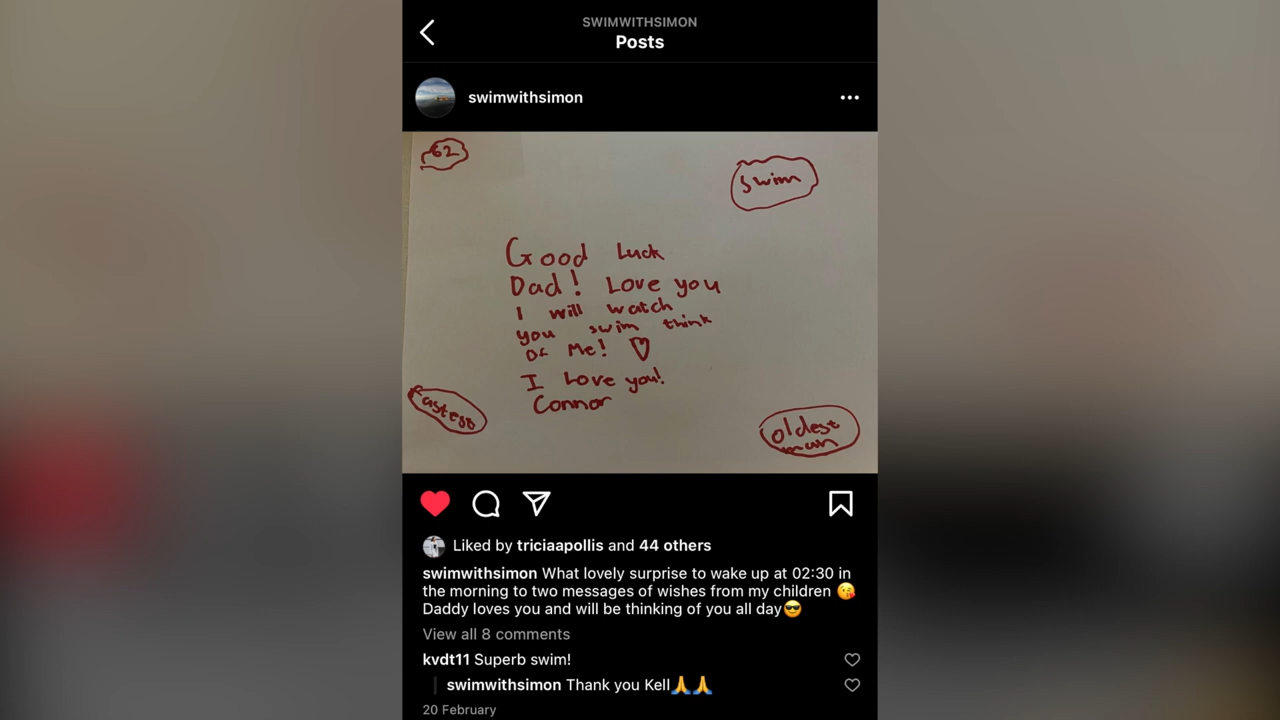 SWIMWITHSIMON
Posts
swimwithsimon
62
swim
Good Luck
Dad! Love you
I will watch
you swim think
of Me! ♡
I Love you!
Connor
fastest
oldest
man
Liked by triciaapollis and 44 others
swimwithsimon What lovely surprise to wake up at 02:30 in
the morning to two messages of wishes from my children 😘
Daddy loves you and will be thinking of you all day😎
View all 8 comments
kvdt11 Superb swim!
swimwithsimon Thank you Kell🙏🙏
20 February